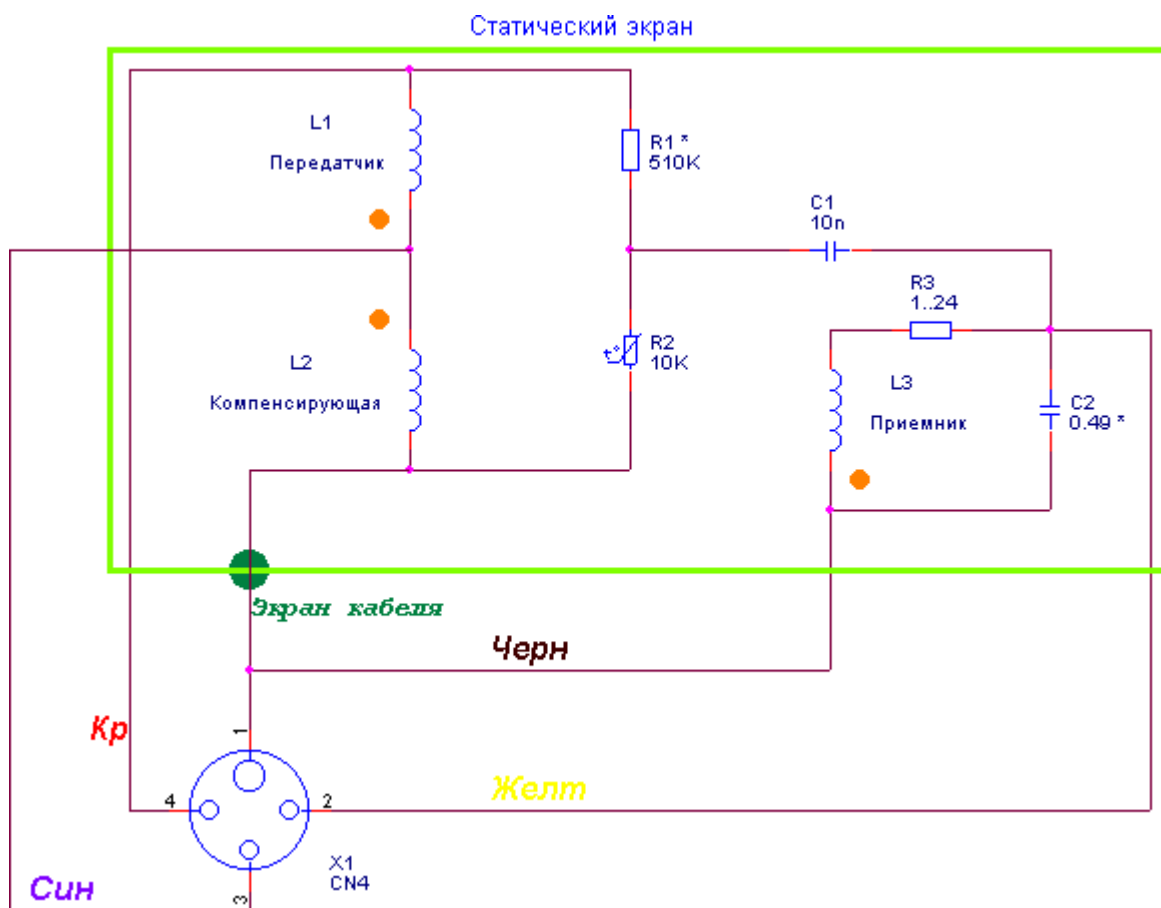 Статический экран
L1
Передатчик
R1 *
510K
C1
10n
R3
1..24
L2
Компенсирующая
t°
R2
10K
L3
Приемник
C2
0.49 *
Экран кабеля
Черн
Кр
1
4
2
Желт
3
X1
CN4
Син